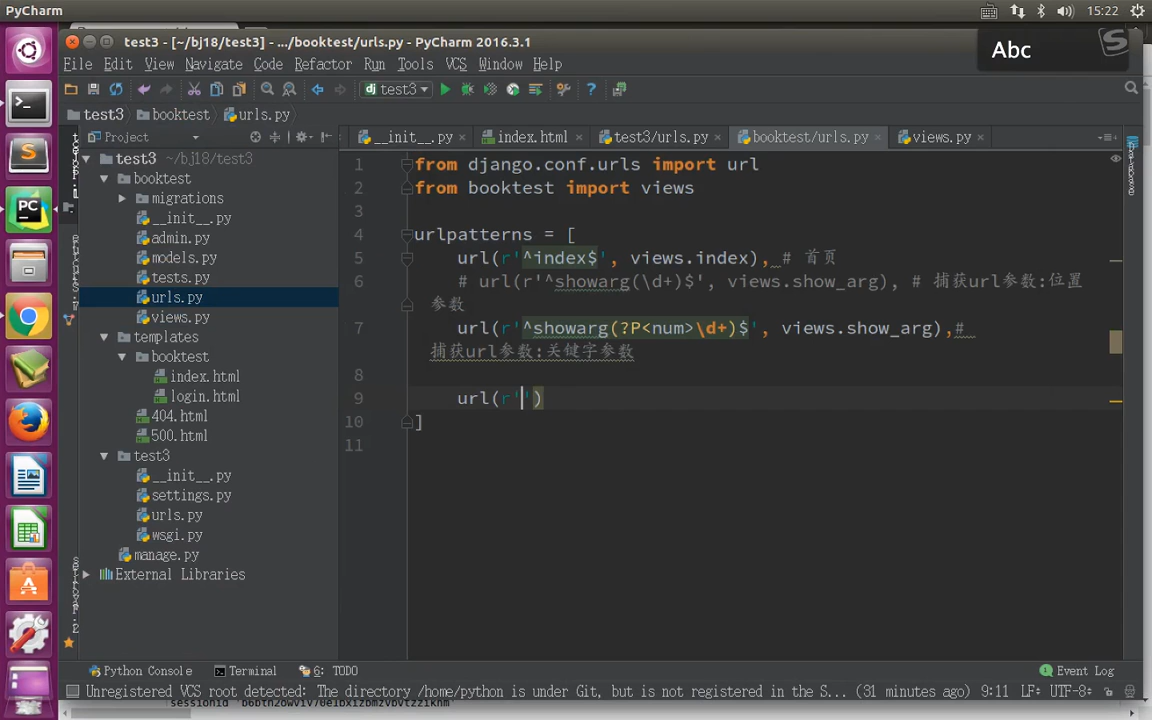 PyCharm
15:22
test3 - [~/bj18/test3] - .../booktest/urls.py - PyCharm 2016.3.1
Abc
File Edit View Navigate Code Refactor Run Tools VCS Window Help
dj test3
test3 booktest urls.py
Project
__init__.py index.html test3/urls.py booktest/urls.py views.py
test3 ~/bj18/test3
booktest
migrations
__init__.py
admin.py
models.py
tests.py
urls.py
views.py
templates
booktest
index.html
login.html
404.html
500.html
test3
__init__.py
settings.py
urls.py
wsgi.py
manage.py
External Libraries
1 from django.conf.urls import url
2 from booktest import views
3
4 urlpatterns = [
5 url(r'^index$', views.index), # 首页
6 # url(r'^showarg(\d+)$', views.show_arg), # 捕获url参数:位置
参数
7 url(r'^showarg(?P<num>\d+)$', views.show_arg),#
捕获url参数:关键字参数
8
9 url(r'')
10 ]
11
Python Console Terminal 6: TODO Event Log
Unregistered VCS root detected: The directory /home/python is under Git, but is not registered in the S... (31 minutes ago) 9:11 LF÷ UTF-8÷